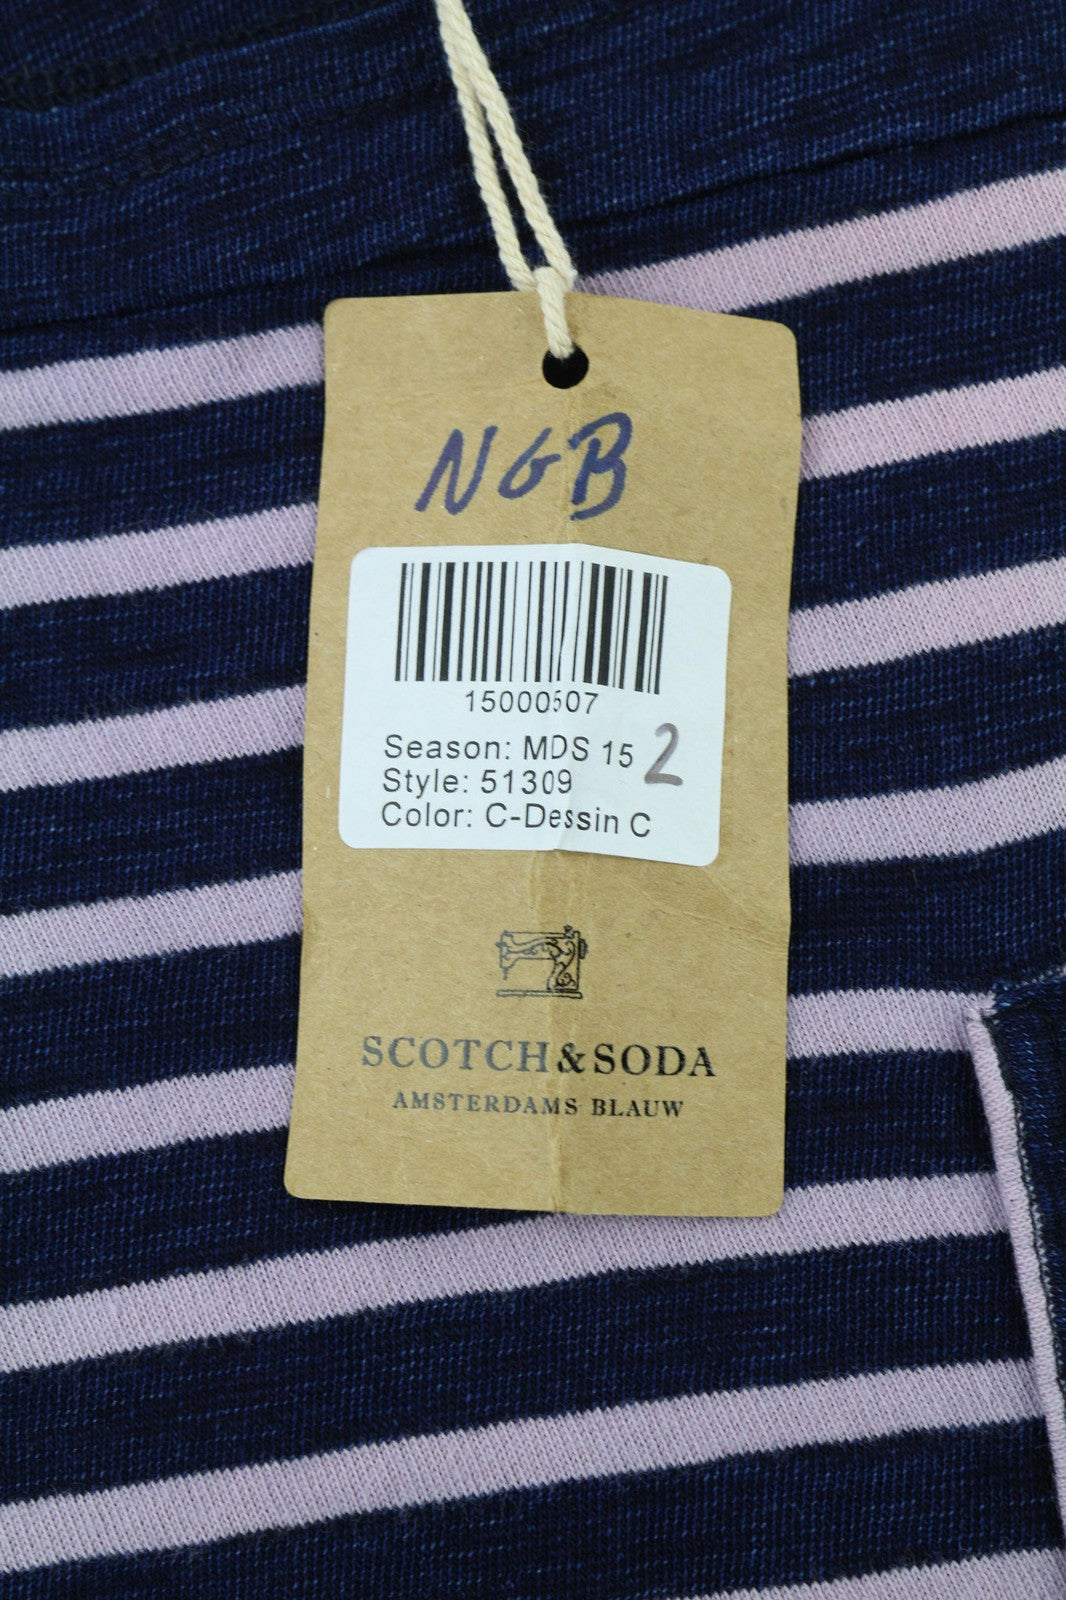 NGB
15000507
Season: MDS 15 2
Style: 51309
Color: C-Dessin C
SCOTCH&SODA
AMSTERDAMS BLAUW